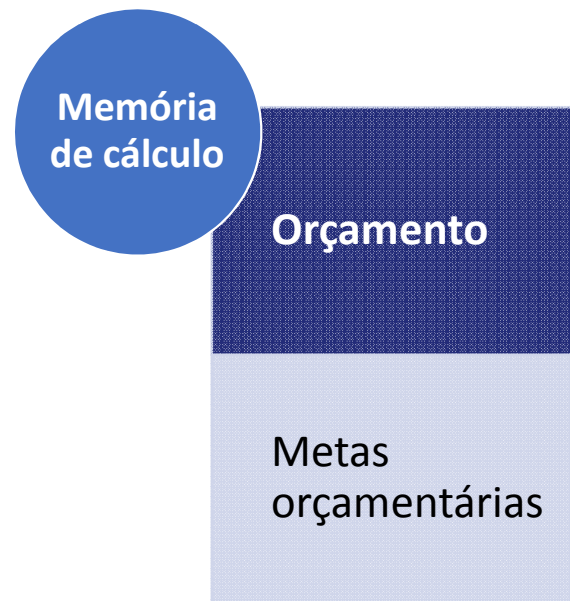 Memória
de cálculo
Orçamento
Metas
orçamentárias